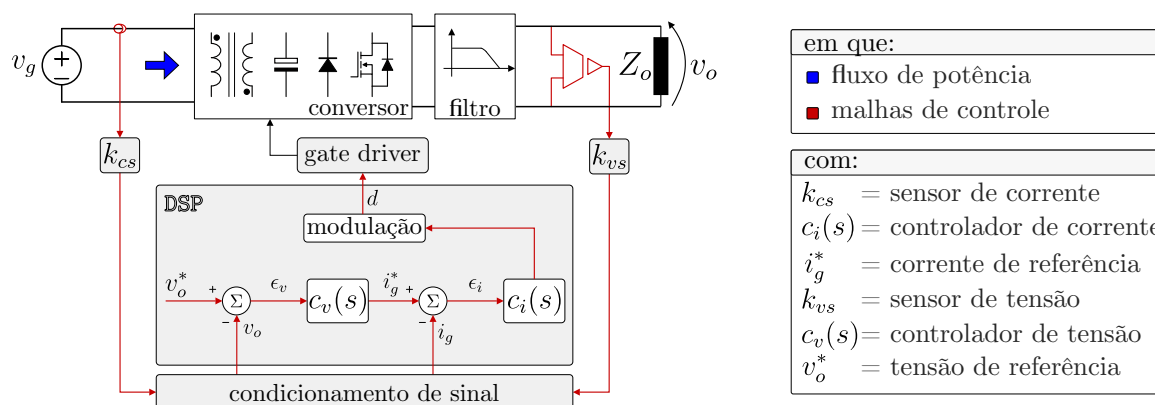 v_g
conversor
filtro
Z_o
v_o
k_cs
gate driver
k_vs
DSP
d
modulação
v_o^*
+
Σ
-
v_o
ϵ_v
c_v(s)
i_g^*
+
Σ
-
i_g
ϵ_i
c_i(s)
condicionamento de sinal
em que:
fluxo de potência
malhas de controle
com:
k_cs = sensor de corrente
c_i(s) = controlador de corrente
i_g^* = corrente de referência
k_vs = sensor de tensão
c_v(s) = controlador de tensão
v_o^* = tensão de referência